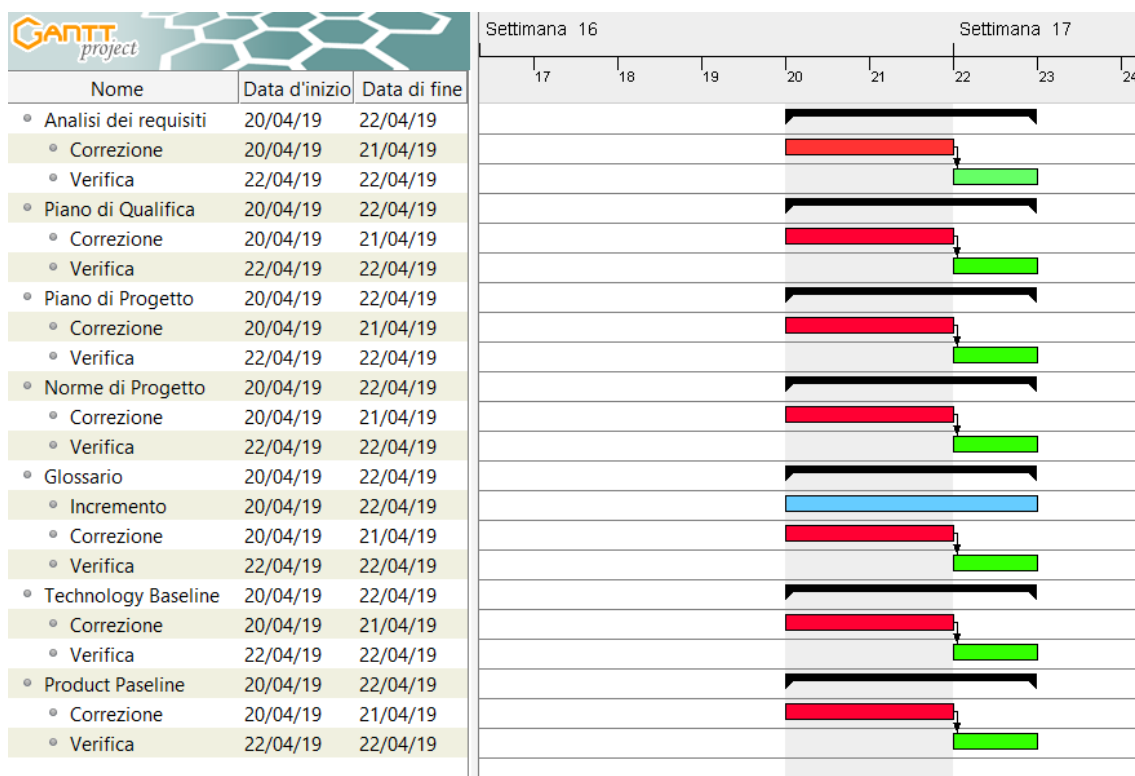 GANTT
project
Settimana 16 Settimana 17
17 18 19 20 21 22 23 24
Nome Data d'inizio Data di fine
Analisi dei requisiti 20/04/19 22/04/19
Correzione 20/04/19 21/04/19
Verifica 22/04/19 22/04/19
Piano di Qualifica 20/04/19 22/04/19
Correzione 20/04/19 21/04/19
Verifica 22/04/19 22/04/19
Piano di Progetto 20/04/19 22/04/19
Correzione 20/04/19 21/04/19
Verifica 22/04/19 22/04/19
Norme di Progetto 20/04/19 22/04/19
Correzione 20/04/19 21/04/19
Verifica 22/04/19 22/04/19
Glossario 20/04/19 22/04/19
Incremento 20/04/19 22/04/19
Correzione 20/04/19 21/04/19
Verifica 22/04/19 22/04/19
Technology Baseline 20/04/19 22/04/19
Correzione 20/04/19 21/04/19
Verifica 22/04/19 22/04/19
Product Paseline 20/04/19 22/04/19
Correzione 20/04/19 21/04/19
Verifica 22/04/19 22/04/19